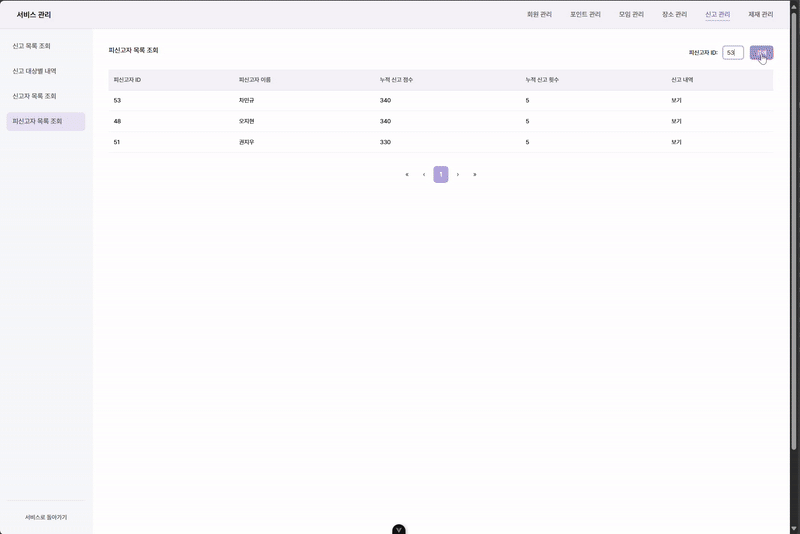 서비스 관리
회원 관리 포인트 관리 모임 관리 장소 관리 신고 관리 제재 관리
신고 목록 조회
신고 대상별 내역
신고자 목록 조회
피신고자 목록 조회
피신고자 목록 조회
피신고자 ID: 53
피신고자 ID 피신고자 이름 누적 신고 점수 누적 신고 횟수 신고 내역
53 차민규 340 5 보기
48 오지현 340 5 보기
51 권지우 330 5 보기
« ‹ 1 › »
서비스로 돌아가기